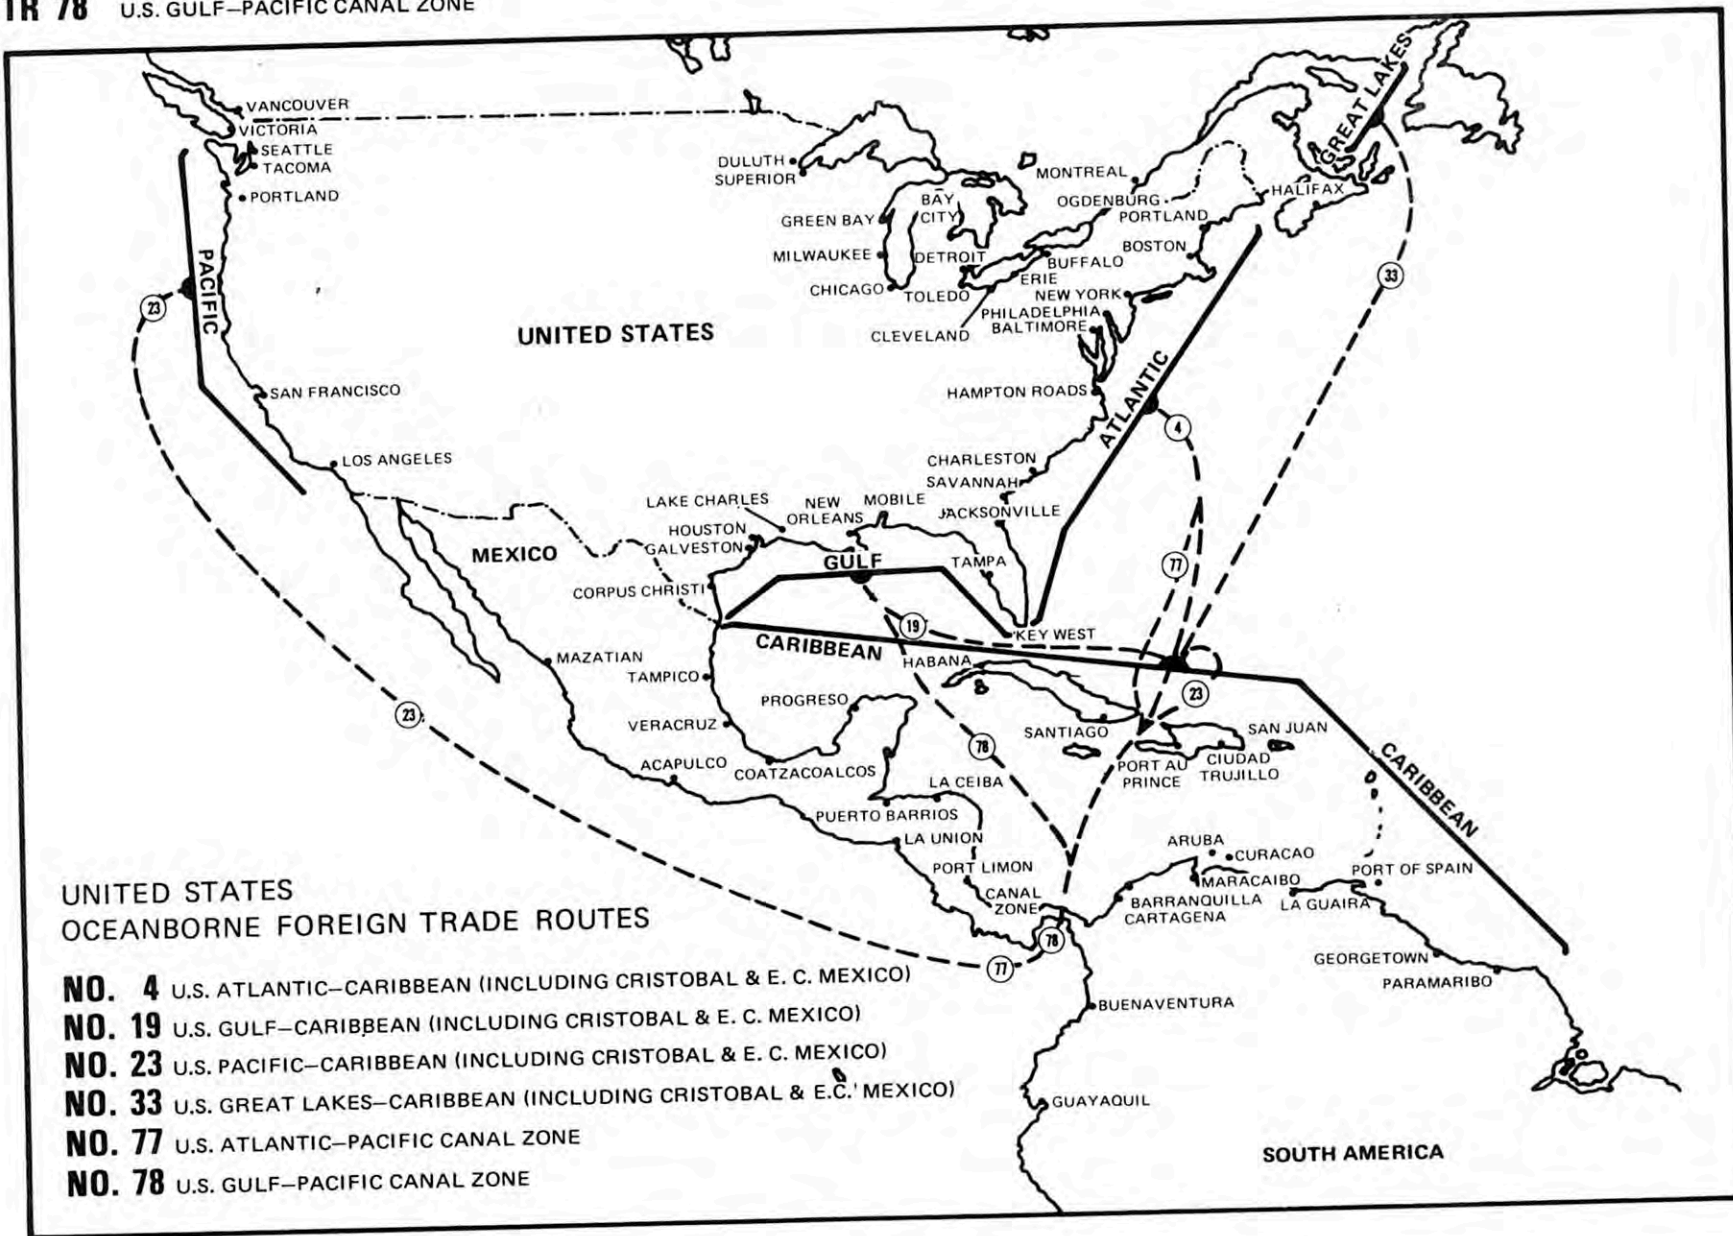 TR 78 U.S. GULF–PACIFIC CANAL ZONE
VANCOUVER
VICTORIA
SEATTLE
TACOMA
PORTLAND
PACIFIC
23
SAN FRANCISCO
LOS ANGELES
UNITED STATES
DULUTH
SUPERIOR
GREEN BAY
MILWAUKEE
CHICAGO
BAY
CITY
DETROIT
TOLEDO
CLEVELAND
ERIE
BUFFALO
MONTREAL
OGDENBURG
PORTLAND
BOSTON
NEW YORK
PHILADELPHIA
BALTIMORE
HAMPTON ROADS
HALIFAX
GREAT LAKES
33
ATLANTIC
4
CHARLESTON
SAVANNAH
JACKSONVILLE
LAKE CHARLES
NEW
ORLEANS
MOBILE
HOUSTON
GALVESTON
CORPUS CHRISTI
GULF
TAMPA
77
MEXICO
19
KEY WEST
CARIBBEAN
HABANA
23
MAZATIAN
TAMPICO
PROGRESO
VERACRUZ
ACAPULCO
COATZACOALCOS
23
78
SANTIAGO
PORT AU
PRINCE
CIUDAD
TRUJILLO
SAN JUAN
CARIBBEAN
LA CEIBA
PUERTO BARRIOS
LA UNION
PORT LIMON
CANAL
ZONE
ARUBA
CURACAO
MARACAIBO
BARRANQUILLA
CARTAGENA
LA GUAIRA
PORT OF SPAIN
78
77
GEORGETOWN
PARAMARIBO
BUENAVENTURA
GUAYAQUIL
SOUTH AMERICA
UNITED STATES
OCEANBORNE FOREIGN TRADE ROUTES
NO. 4 U.S. ATLANTIC–CARIBBEAN (INCLUDING CRISTOBAL & E. C. MEXICO)
NO. 19 U.S. GULF–CARIBBEAN (INCLUDING CRISTOBAL & E. C. MEXICO)
NO. 23 U.S. PACIFIC–CARIBBEAN (INCLUDING CRISTOBAL & E. C. MEXICO)
NO. 33 U.S. GREAT LAKES–CARIBBEAN (INCLUDING CRISTOBAL & E.C. MEXICO)
NO. 77 U.S. ATLANTIC–PACIFIC CANAL ZONE
NO. 78 U.S. GULF–PACIFIC CANAL ZONE